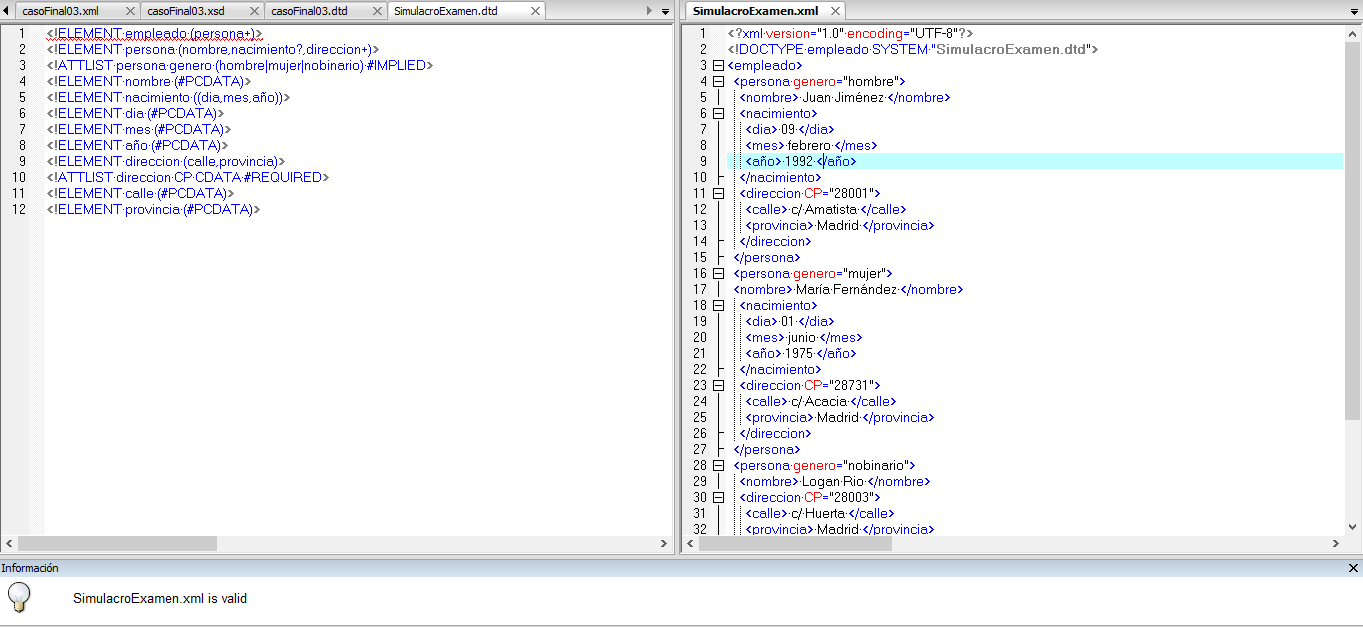 casoFinal03.xml
casoFinal03.xsd
casoFinal03.dtd
SimulacroExamen.dtd
1 <!ELEMENT empleado (persona+)>
2 <!ELEMENT persona (nombre,nacimiento?,direccion+)>
3 <!ATTLIST persona genero (hombre|mujer|nobinario) #IMPLIED>
4 <!ELEMENT nombre (#PCDATA)>
5 <!ELEMENT nacimiento ((dia,mes,año))>
6 <!ELEMENT dia (#PCDATA)>
7 <!ELEMENT mes (#PCDATA)>
8 <!ELEMENT año (#PCDATA)>
9 <!ELEMENT direccion (calle,provincia)>
10 <!ATTLIST direccion CP CDATA #REQUIRED>
11 <!ELEMENT calle (#PCDATA)>
12 <!ELEMENT provincia (#PCDATA)>
SimulacroExamen.xml
1 <?xml version="1.0" encoding="UTF-8"?>
2 <!DOCTYPE empleado SYSTEM "SimulacroExamen.dtd">
3 <empleado>
4 <persona genero="hombre">
5 <nombre> Juan Jiménez </nombre>
6 <nacimiento>
7 <dia> 09 </dia>
8 <mes> febrero </mes>
9 <año> 1992 </año>
10 </nacimiento>
11 <direccion CP="28001">
12 <calle> c/ Amatista </calle>
13 <provincia> Madrid </provincia>
14 </direccion>
15 </persona>
16 <persona genero="mujer">
17 <nombre> María Fernández </nombre>
18 <nacimiento>
19 <dia> 01 </dia>
20 <mes> junio </mes>
21 <año> 1975 </año>
22 </nacimiento>
23 <direccion CP="28731">
24 <calle> c/ Acacia </calle>
25 <provincia> Madrid </provincia>
26 </direccion>
27 </persona>
28 <persona genero="nobinario">
29 <nombre> Logan Rio </nombre>
30 <direccion CP="28003">
31 <calle> c/ Huerta </calle>
32 <provincia> Madrid </provincia>
Información
SimulacroExamen.xml is valid